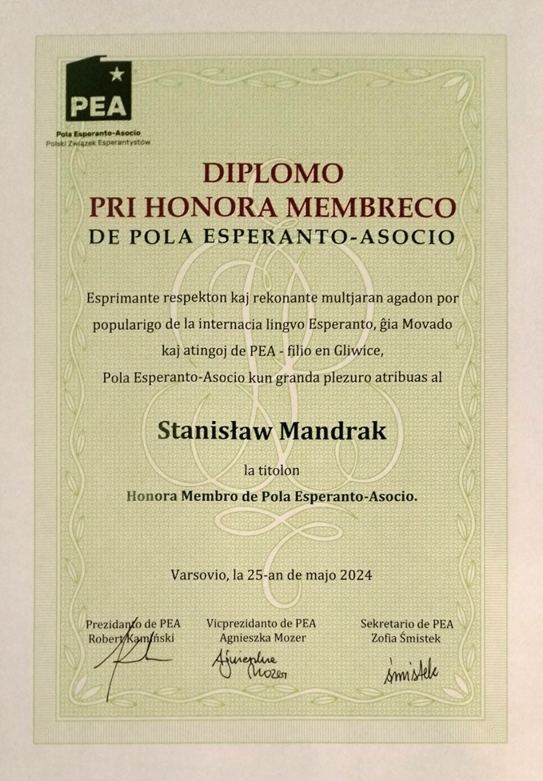 PEA
Pola Esperanto-Asocio
Polski Związek Esperantystów
DIPLOMO
PRI HONORA MEMBRECO
DE POLA ESPERANTO-ASOCIO
Esprimante respekton kaj rekonante multjaran agadon por
popularigo de la internacia lingvo Esperanto, ĝia Movado
kaj atingoj de PEA - filio en Gliwice,
Pola Esperanto-Asocio kun granda plezuro atribuas al
Stanisław Mandrak
la titolon
Honora Membro de Pola Esperanto-Asocio.
Varsovio, la 25-an de majo 2024
Prezidanto de PEA
Robert Kamiński
Vicprezidanto de PEA
Agnieszka Mozer
Agnieszka
Mozer
Sekretario de PEA
Zofia Śmistek
Śmistek